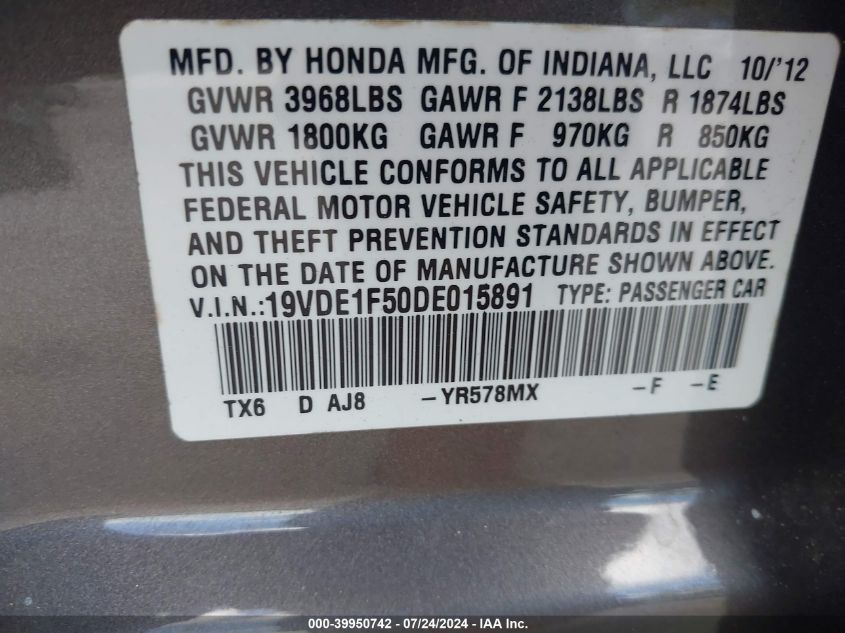 MFD. BY HONDA MFG. OF INDIANA, LLC 10/'12
GVWR 3968LBS GAWR F 2138LBS R 1874LBS
GVWR 1800KG GAWR F 970KG R 850KG
THIS VEHICLE CONFORMS TO ALL APPLICABLE
FEDERAL MOTOR VEHICLE SAFETY, BUMPER,
AND THEFT PREVENTION STANDARDS IN EFFECT
ON THE DATE OF MANUFACTURE SHOWN ABOVE.
V.I.N.:19VDE1F50DE015891 TYPE: PASSENGER CAR
TX6 D AJ8 -YR578MX -F -E
000-39950742 - 07/24/2024 - IAA Inc.